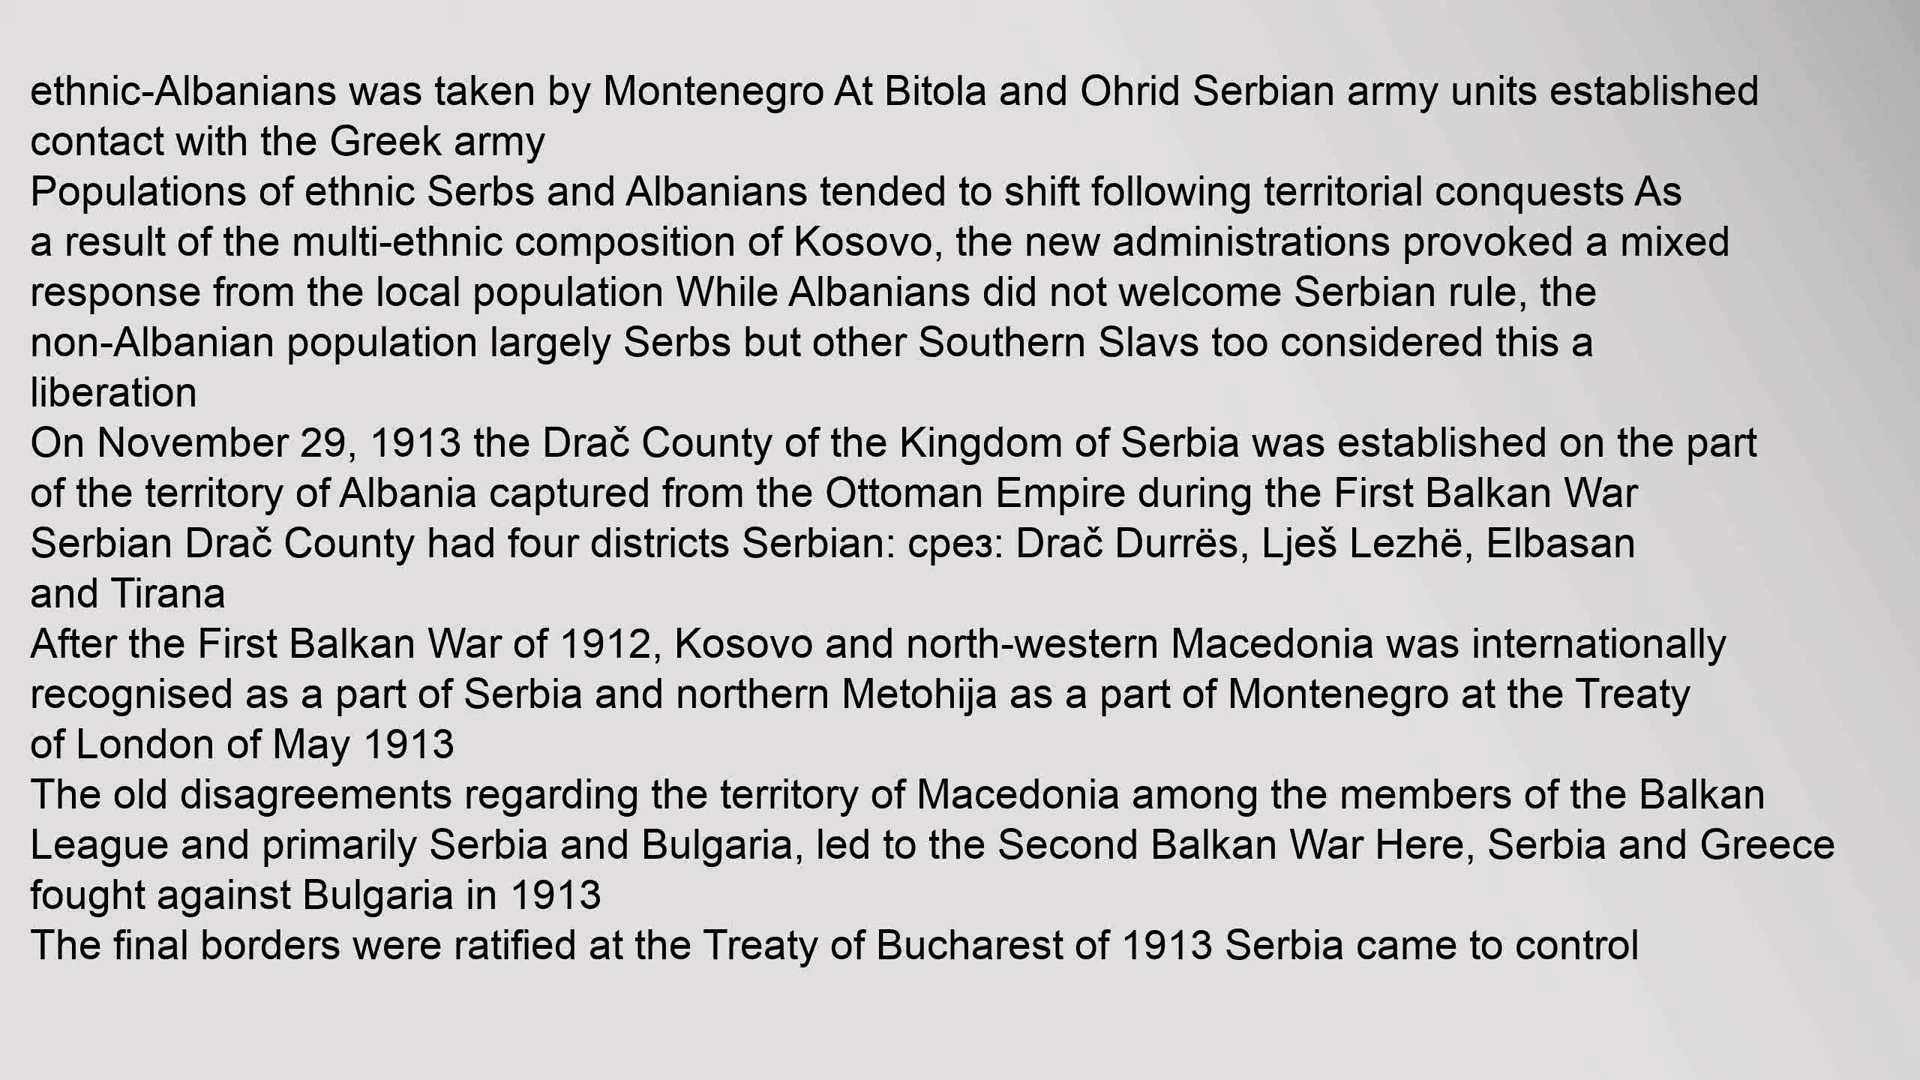 ethnic-Albanians was taken by Montenegro At Bitola and Ohrid Serbian army units established
contact with the Greek army
Populations of ethnic Serbs and Albanians tended to shift following territorial conquests As
a result of the multi-ethnic composition of Kosovo, the new administrations provoked a mixed
response from the local population While Albanians did not welcome Serbian rule, the
non-Albanian population largely Serbs but other Southern Slavs too considered this a
liberation
On November 29, 1913 the Drač County of the Kingdom of Serbia was established on the part
of the territory of Albania captured from the Ottoman Empire during the First Balkan War
Serbian Drač County had four districts Serbian: срез: Drač Durrës, Lješ Lezhë, Elbasan
and Tirana
After the First Balkan War of 1912, Kosovo and north-western Macedonia was internationally
recognised as a part of Serbia and northern Metohija as a part of Montenegro at the Treaty
of London of May 1913
The old disagreements regarding the territory of Macedonia among the members of the Balkan
League and primarily Serbia and Bulgaria, led to the Second Balkan War Here, Serbia and Greece
fought against Bulgaria in 1913
The final borders were ratified at the Treaty of Bucharest of 1913 Serbia came to control